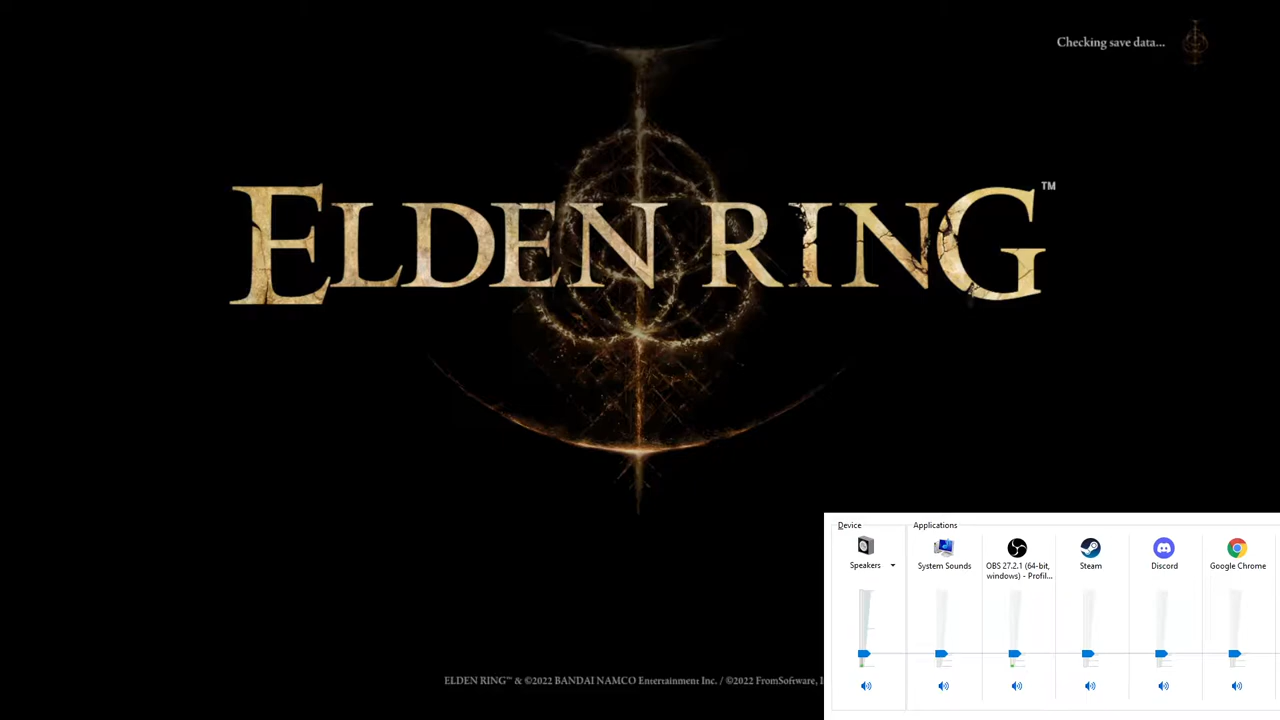 Checking save data...
ELDEN RING™
Device
Applications
Speakers
System Sounds
OBS 27.2.1 (64-bit,
windows) - Profil...
Steam
Discord
Google Chrome
ELDEN RING™ & ©2022 BANDAI NAMCO Entertainment Inc. / ©2022 FromSoftware,